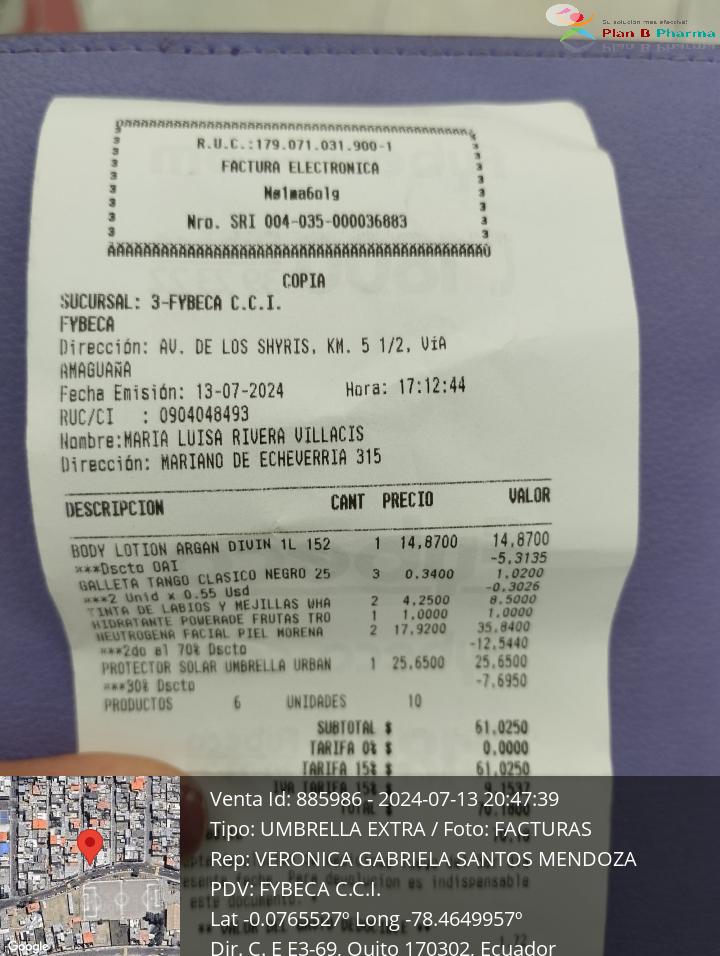 Su solución más efectiva!
Plan B Pharma
R.U.C.:179.071.031.900-1
FACTURA ELECTRONICA
Nro. SRI 004-035-000036883
COPIA
SUCURSAL: 3-FYBECA C.C.I.
FYBECA
Dirección: AV. DE LOS SHYRIS, KM. 5 1/2, VíA
AMAGUAÑA
Fecha Emisión: 13-07-2024 Hora: 17:12:44
RUC/CI : 0904048493
Nombre:MARIA LUISA RIVERA VILLACIS
Dirección: MARIANO DE ECHEVERRIA 315
DESCRIPCION CANT PRECIO VALOR
BODY LOTION ARGAN DIVIN 1L 152 1 14,8700 14,8700
***Dscto OAI -5,3135
GALLETA TANGO CLASICO NEGRO 25 3 0.3400 1.0200
***2 Unid x 0.55 Usd -0.3026
TINTA DE LABIOS Y MEJILLAS WHA 2 4,2500 8.5000
HIDRATANTE POWERADE FRUTAS TRO 1 1.0000 1.0000
NEUTROGENA FACIAL PIEL MORENA 2 17,9200 35,8400
***2do al 70% Dscto -12,5440
PROTECTOR SOLAR UMBRELLA URBAN 1 25,6500 25,6500
***30% Dscto -7,6950
PRODUCTOS 6 UNIDADES 10
SUBTOTAL $ 61,0250
TARIFA 0% $ 0,0000
TARIFA 15% $ 61,0250
IVA TARIFA 15% 9,1537
TOTAL $ 70,1800
Venta Id: 885986 - 2024-07-13 20:47:39
Tipo: UMBRELLA EXTRA / Foto: FACTURAS
Rep: VERONICA GABRIELA SANTOS MENDOZA
PDV: FYBECA C.C.I.
Lat -0.0765527º Long -78.4649957º
Dir. C. E E3-69, Quito 170302, Ecuador
Google